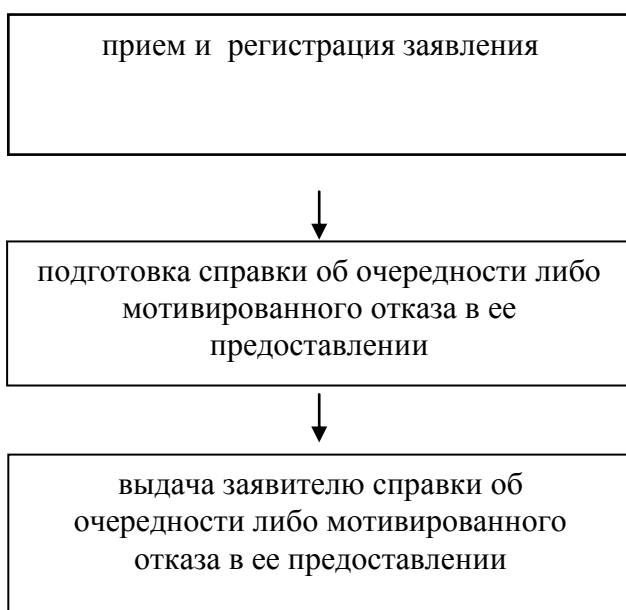 прием и регистрация заявления
подготовка справки об очередности либо
мотивированного отказа в ее
предоставлении
выдача заявителю справки об
очередности либо мотивированного
отказа в ее предоставлении